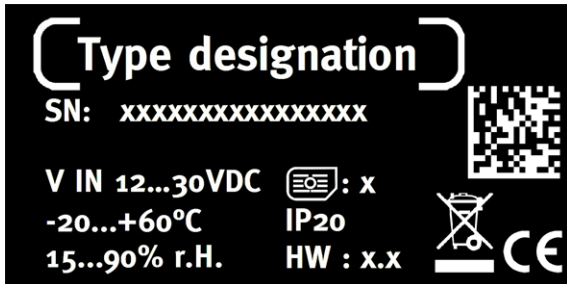 Type designation
SN: xxxxxxxxxxxxxxxx
V IN 12...30VDC : x
-20...+60°C IP20
15...90% r.H. HW : x.x
CE